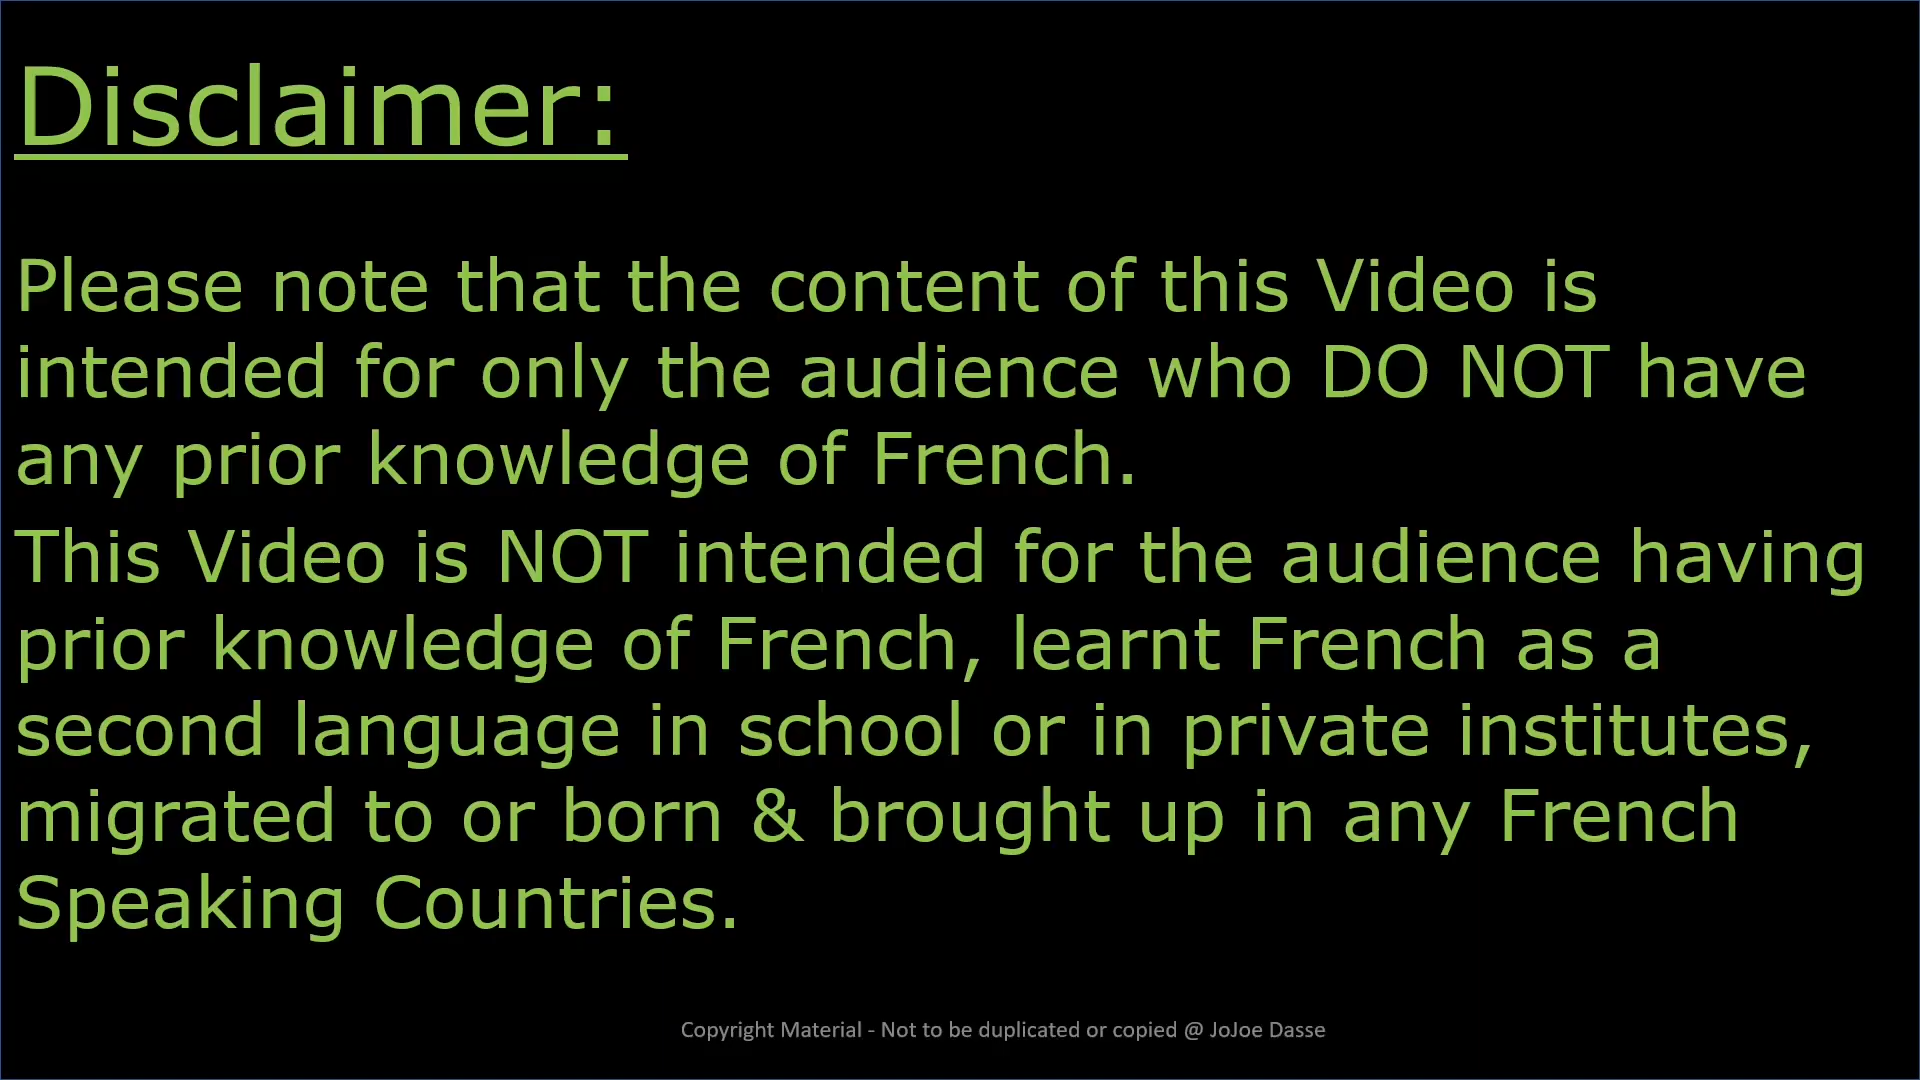 Disclaimer:
Please note that the content of this Video is
intended for only the audience who DO NOT have
any prior knowledge of French.
This Video is NOT intended for the audience having
prior knowledge of French, learnt French as a
second language in school or in private institutes,
migrated to or born & brought up in any French
Speaking Countries.
Copyright Material - Not to be duplicated or copied @ JoJoe Dasse